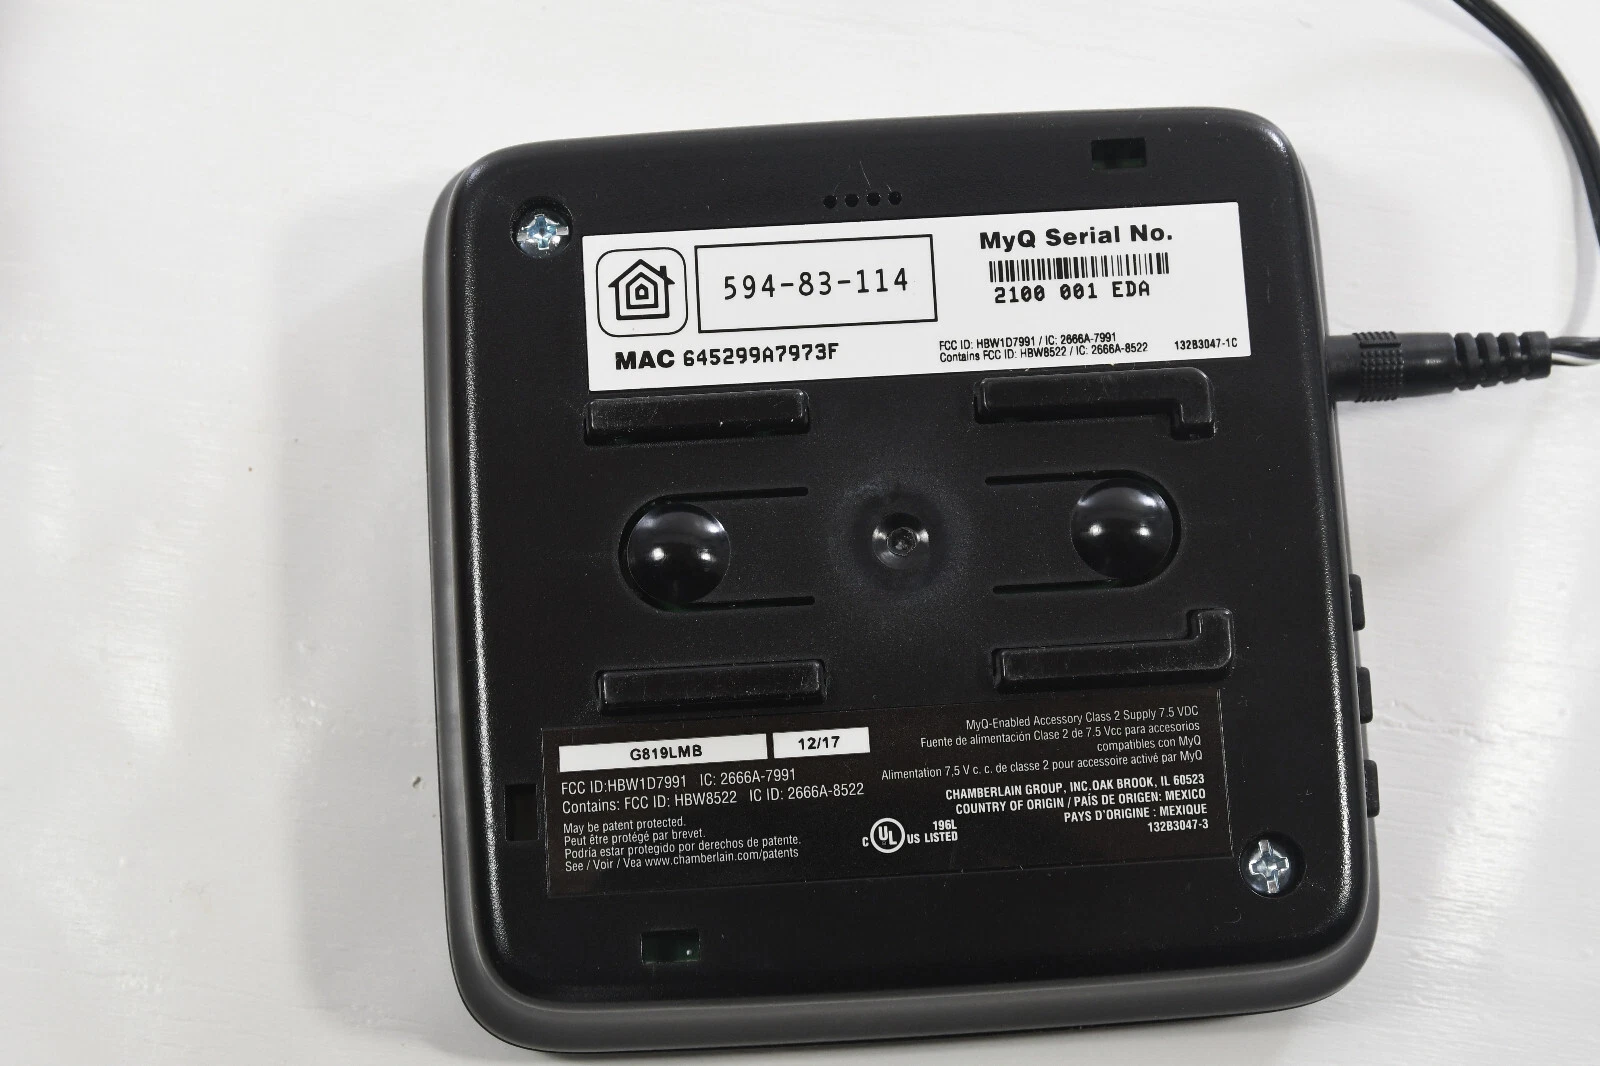 MyQ Serial No.
594-83-114
2100 001 EDA
MAC 645299A7973F
FCC ID: HBW1D7991 / IC: 2666A-7991
Contains FCC ID: HBW8522 / IC: 2666A-8522
132B3047-1C
G819LMB
12/17
FCC ID:HBW1D7991 IC: 2666A-7991
Contains: FCC ID: HBW8522 IC ID: 2666A-8522
May be patent protected.
Peut être protégé par brevet.
Podría estar protegido por derechos de patente.
See / Voir / Vea www.chamberlain.com/patents
MyQ-Enabled Accessory Class 2 Supply 7.5 VDC
Fuente de alimentación Clase 2 de 7.5 Vcc para accesorios
compatibles con MyQ
Alimentation 7,5 V c. c. de classe 2 pour accessoire activé par MyQ
CHAMBERLAIN GROUP, INC.OAK BROOK, IL 60523
COUNTRY OF ORIGIN / PAÍS DE ORIGEN: MEXICO
PAYS D'ORIGINE : MEXIQUE
132B3047-3
C UL US LISTED
196L